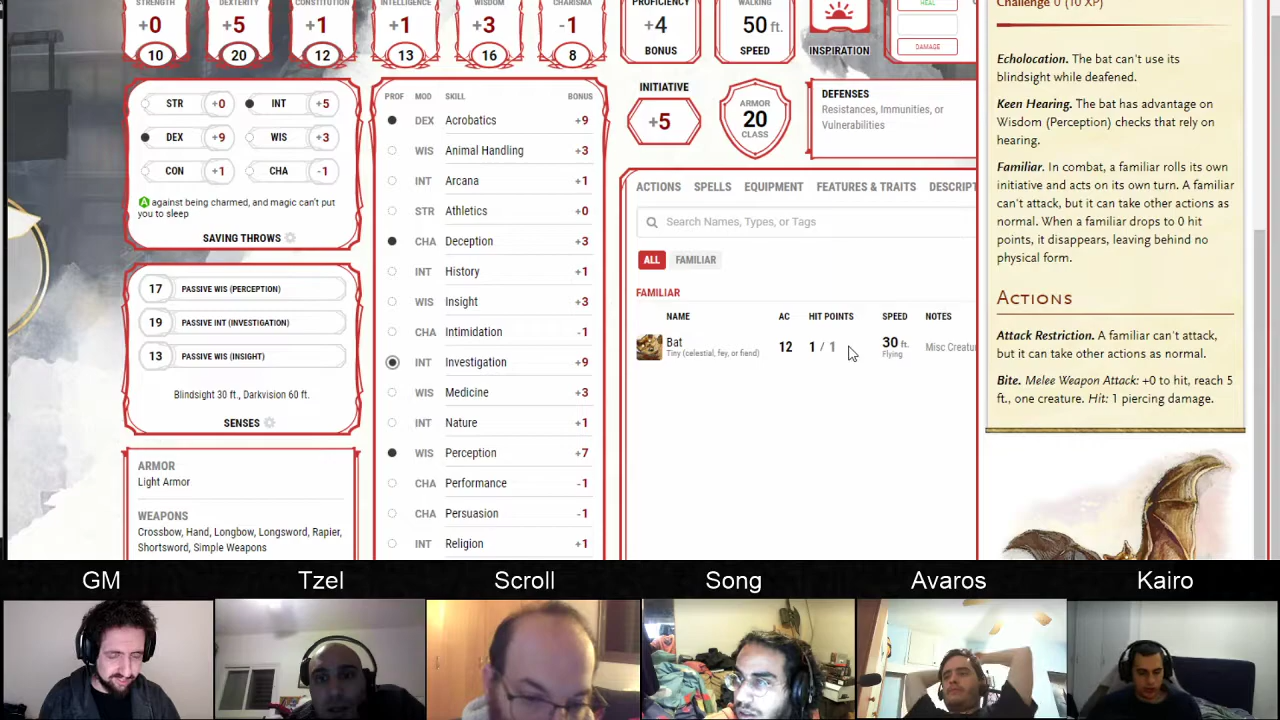 STRENGTH
+0
10
DEXTERITY
+5
20
CONSTITUTION
+1
12
INTELLIGENCE
+1
13
WISDOM
+3
16
CHARISMA
-1
8
PROFICIENCY
+4
BONUS
WALKING
50 ft.
SPEED
INSPIRATION
HEAL
DAMAGE
STR +0
INT +5
DEX +9
WIS +3
CON +1
CHA -1
A against being charmed, and magic can't put
you to sleep
SAVING THROWS
17 PASSIVE WIS (PERCEPTION)
19 PASSIVE INT (INVESTIGATION)
13 PASSIVE WIS (INSIGHT)
Blindsight 30 ft., Darkvision 60 ft.
SENSES
ARMOR
Light Armor
WEAPONS
Crossbow, Hand, Longbow, Longsword, Rapier,
Shortsword, Simple Weapons
PROF MOD SKILL BONUS
DEX Acrobatics +9
WIS Animal Handling +3
INT Arcana +1
STR Athletics +0
CHA Deception +3
INT History +1
WIS Insight +3
CHA Intimidation -1
INT Investigation +9
WIS Medicine +3
INT Nature +1
WIS Perception +7
CHA Performance -1
CHA Persuasion -1
INT Religion +1
INITIATIVE
+5
ARMOR
20
CLASS
DEFENSES
Resistances, Immunities, or
Vulnerabilities
ACTIONS SPELLS EQUIPMENT FEATURES & TRAITS DESCRIPT
Search Names, Types, or Tags
ALL FAMILIAR
FAMILIAR
NAME AC HIT POINTS SPEED NOTES
Bat 12 1 / 1 30 ft. Misc Creatu
Tiny (celestial, fey, or fiend) Flying
Challenge 0 (10 XP)
Echolocation. The bat can't use its
blindsight while deafened.
Keen Hearing. The bat has advantage on
Wisdom (Perception) checks that rely on
hearing.
Familiar. In combat, a familiar rolls its own
initiative and acts on its own turn. A familiar
can't attack, but it can take other actions as
normal. When a familiar drops to 0 hit
points, it disappears, leaving behind no
physical form.
ACTIONS
Attack Restriction. A familiar can't attack,
but it can take other actions as normal.
Bite. Melee Weapon Attack: +0 to hit, reach 5
ft., one creature. Hit: 1 piercing damage.
GM
Tzel
Scroll
Song
Avaros
Kairo